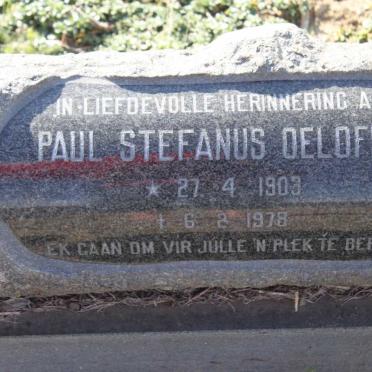 IN LIEFDEVOLLE HERINNERING A
PAUL STEFANUS OELOF
* 27 4 1903
† 6 2 1978
EK GAAN OM VIR JULLE 'N PLEK TE BER